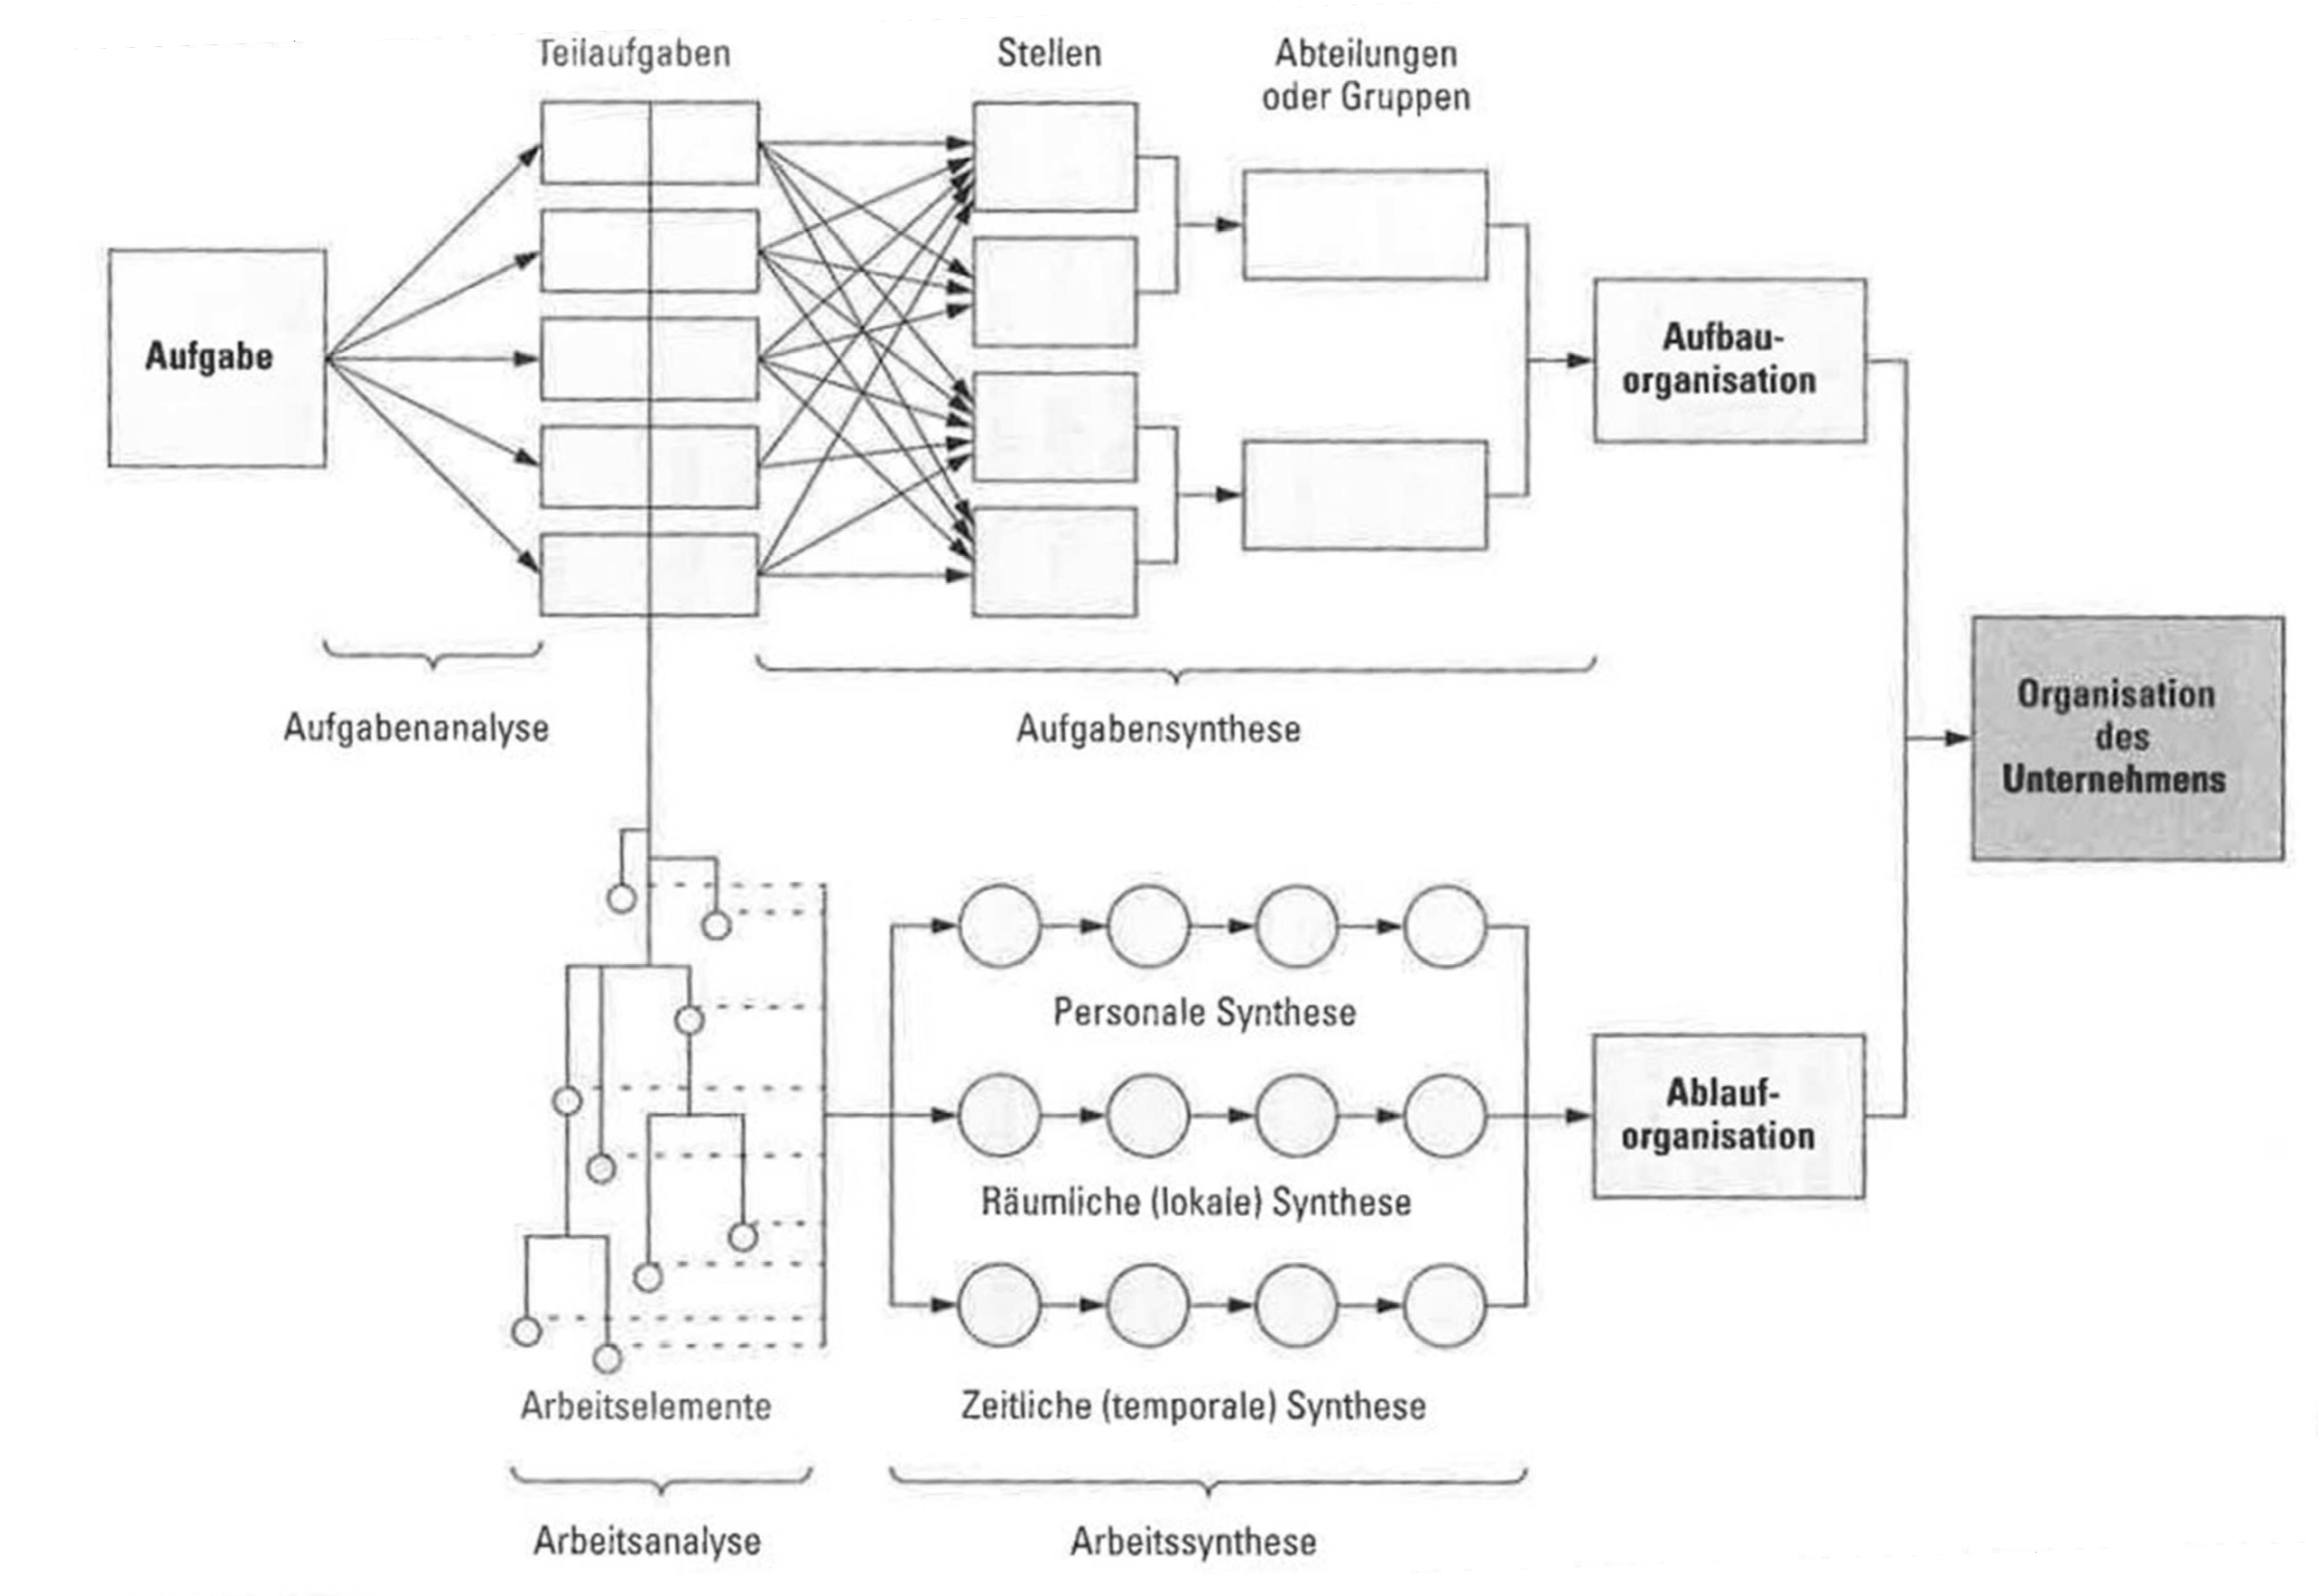 Teilaufgaben
Stellen
Abteilungen
oder Gruppen
Aufgabe
Aufbau-
organisation
Aufgabenanalyse
Aufgabensynthese
Organisation
des
Unternehmens
Personale Synthese
Räumliche (lokale) Synthese
Ablauf-
organisation
Arbeitselemente
Zeitliche (temporale) Synthese
Arbeitsanalyse
Arbeitssynthese